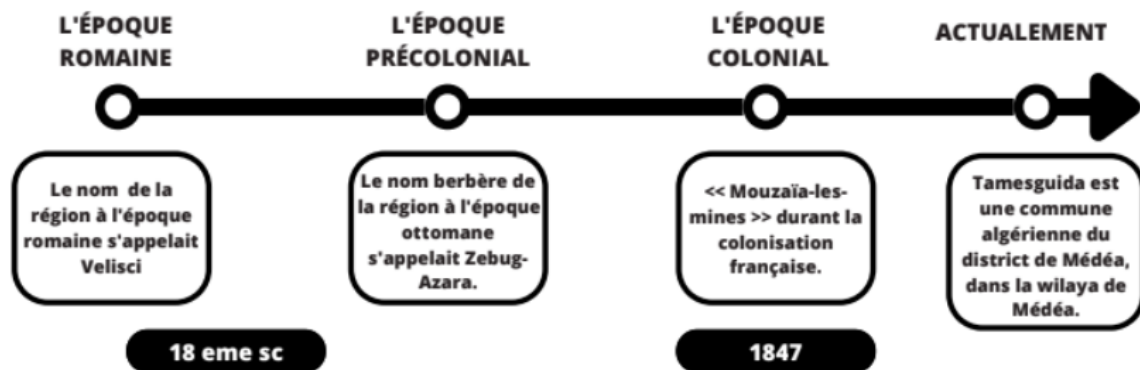 L'ÉPOQUE
ROMAINE
L'ÉPOQUE
PRÉCOLONIAL
L'ÉPOQUE
COLONIAL
ACTUALEMENT
Le nom de la
région à l'époque
romaine s'appelait
Velisci
Le nom berbère de
la région à l'époque
ottomane
s'appelait Zebug-
Azara.
<< Mouzaïa-les-
mines >> durant la
colonisation
française.
Tamesguida est
une commune
algérienne du
district de Médéa,
dans la wilaya de
Médéa.
18 eme sc
1847